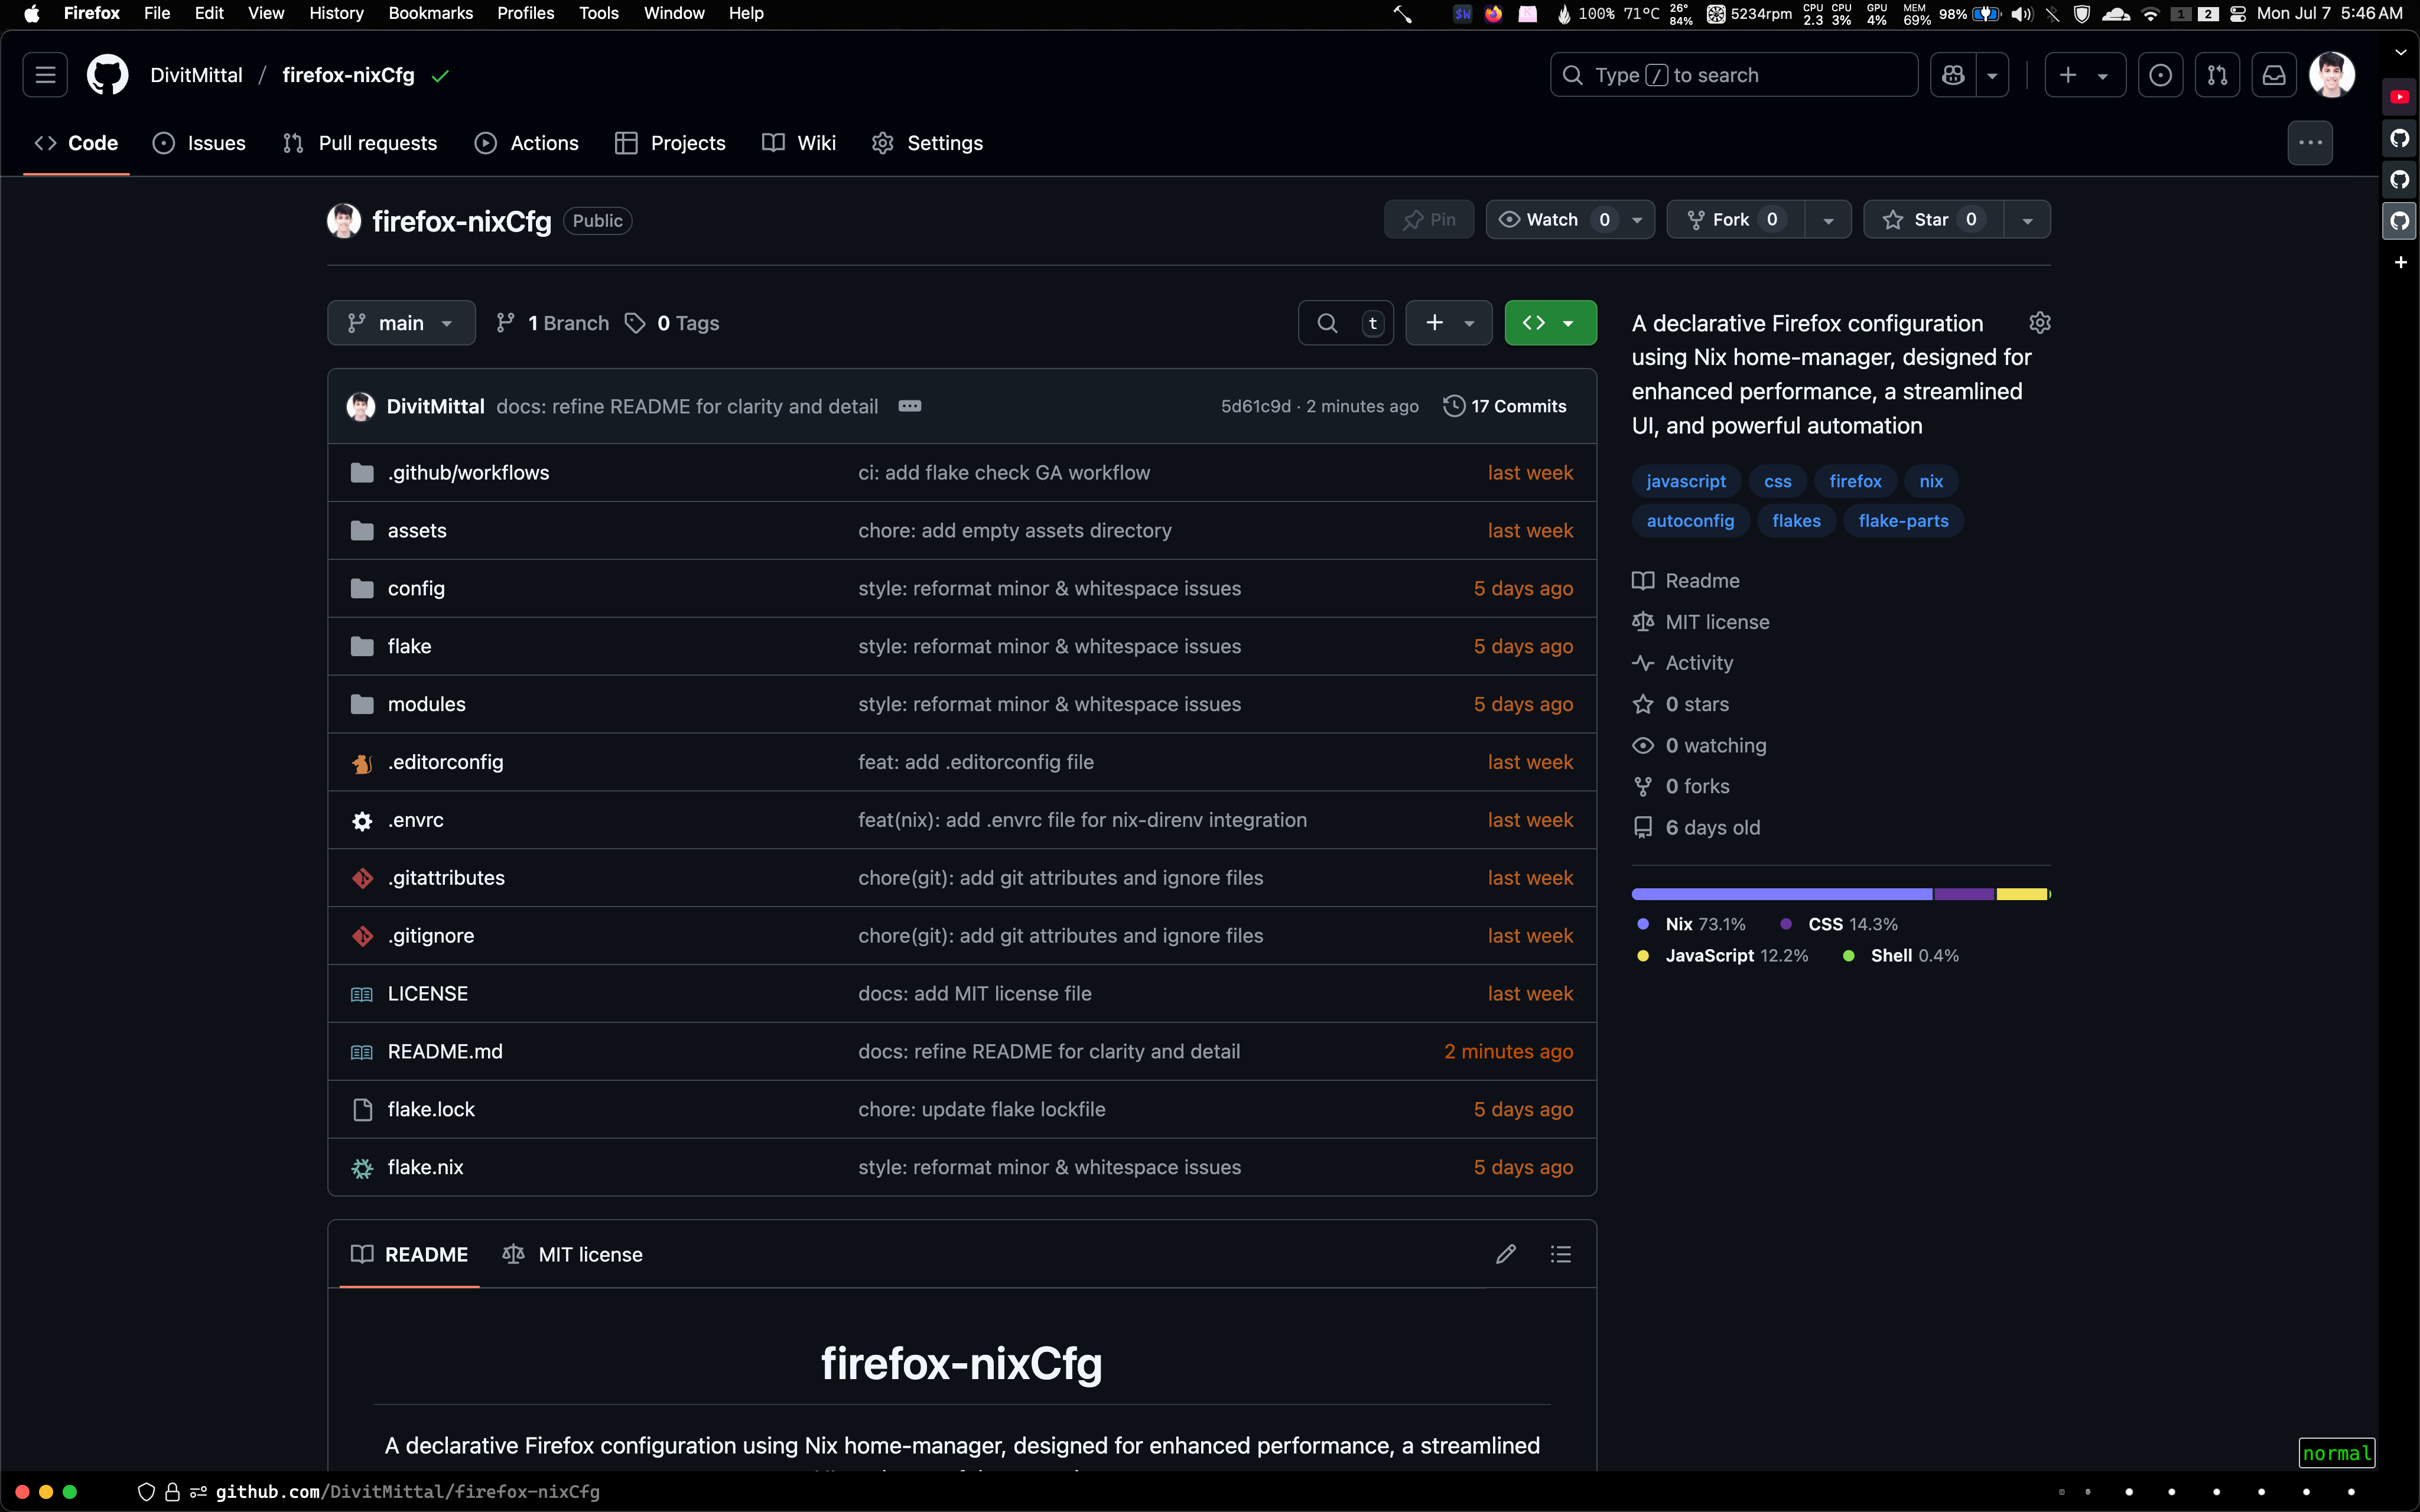 Firefox File Edit View History Bookmarks Profiles Tools Window Help $W 100% 71°C 26° 84% 5234rpm CPU 2.3 CPU 3% GPU 4% MEM 69% 98% 1 2 Mon Jul 7 5:46 AM
DivitMittal / firefox-nixCfg Type / to search
Code Issues Pull requests Actions Projects Wiki Settings
firefox-nixCfg Public Pin Watch 0 Fork 0 Star 0
main 1 Branch 0 Tags t
DivitMittal docs: refine README for clarity and detail 5d61c9d · 2 minutes ago 17 Commits
.github/workflows ci: add flake check GA workflow last week
assets chore: add empty assets directory last week
config style: reformat minor & whitespace issues 5 days ago
flake style: reformat minor & whitespace issues 5 days ago
modules style: reformat minor & whitespace issues 5 days ago
.editorconfig feat: add .editorconfig file last week
.envrc feat(nix): add .envrc file for nix-direnv integration last week
.gitattributes chore(git): add git attributes and ignore files last week
.gitignore chore(git): add git attributes and ignore files last week
LICENSE docs: add MIT license file last week
README.md docs: refine README for clarity and detail 2 minutes ago
flake.lock chore: update flake lockfile 5 days ago
flake.nix style: reformat minor & whitespace issues 5 days ago
A declarative Firefox configuration
using Nix home-manager, designed for
enhanced performance, a streamlined
UI, and powerful automation
javascript css firefox nix
autoconfig flakes flake-parts
Readme
MIT license
Activity
0 stars
0 watching
0 forks
6 days old
Nix 73.1% CSS 14.3%
JavaScript 12.2% Shell 0.4%
README MIT license
firefox-nixCfg
A declarative Firefox configuration using Nix home-manager, designed for enhanced performance, a streamlined
normal
github.com/DivitMittal/firefox-nixCfg